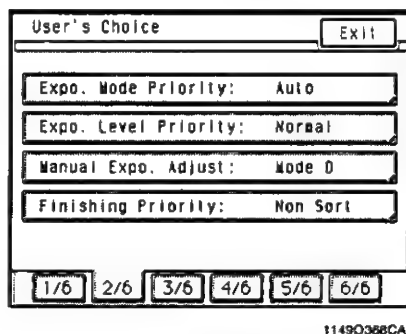 User's Choice
Exit
Expo. Mode Priority: Auto
Expo. Level Priority: Normal
Manual Expo. Adjust: Mode 0
Finishing Priority: Non Sort
1/6 2/6 3/6 4/6 5/6 6/6
1149O368CA